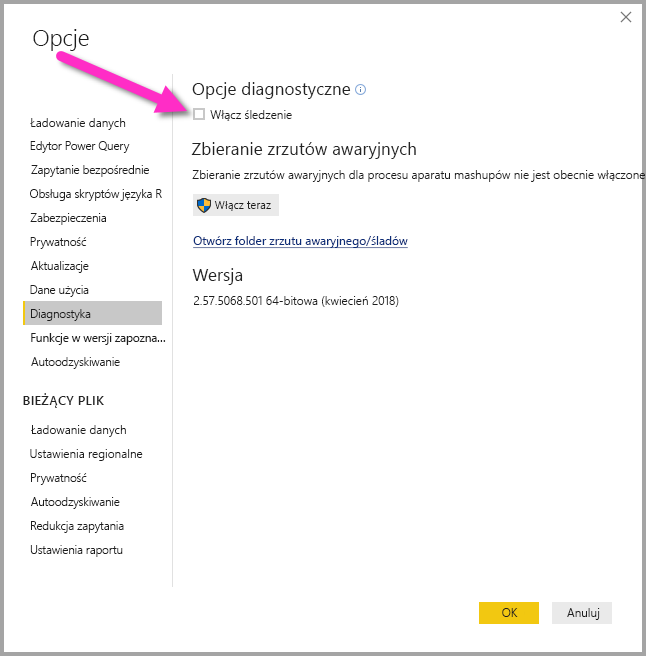 Opcje
Ładowanie danych
Edytor Power Query
Zapytanie bezpośrednie
Obsługa skryptów języka R
Zabezpieczenia
Prywatność
Aktualizacje
Dane użycia
Diagnostyka
Funkcje w wersji zapozna...
Autoodzyskiwanie
BIEŻĄCY PLIK
Ładowanie danych
Ustawienia regionalne
Prywatność
Autoodzyskiwanie
Redukcja zapytania
Ustawienia raportu
Opcje diagnostyczne
Włącz śledzenie
Zbieranie zrzutów awaryjnych
Zbieranie zrzutów awaryjnych dla procesu aparatu mashupów nie jest obecnie włączone
Włącz teraz
Otwórz folder zrzutu awaryjnego/śladów
Wersja
2.57.5068.501 64-bitowa (kwiecień 2018)
OK
Anuluj